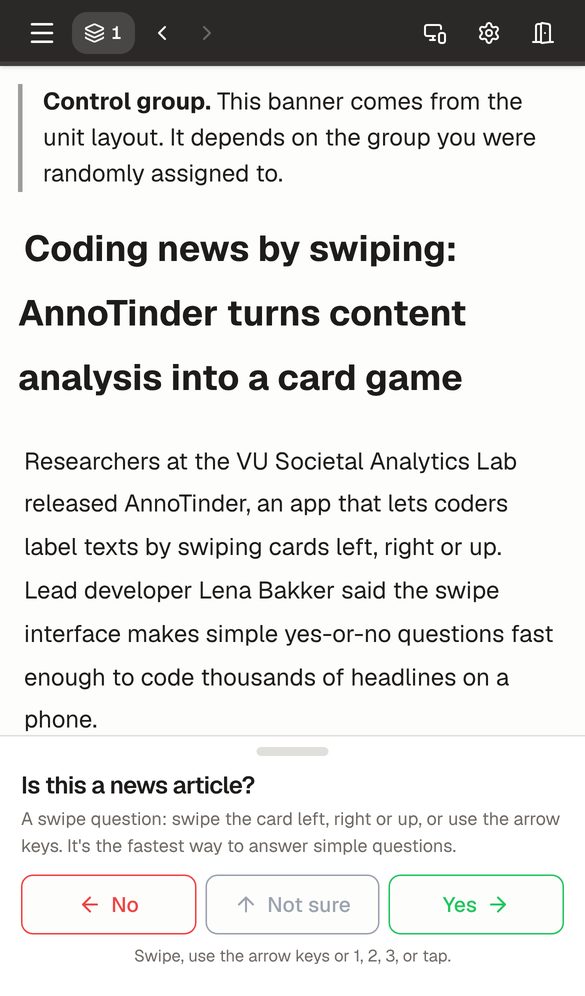 1
Control group. This banner comes from the
unit layout. It depends on the group you were
randomly assigned to.
Coding news by swiping:
AnnoTinder turns content
analysis into a card game
Researchers at the VU Societal Analytics Lab
released AnnoTinder, an app that lets coders
label texts by swiping cards left, right or up.
Lead developer Lena Bakker said the swipe
interface makes simple yes-or-no questions fast
enough to code thousands of headlines on a
phone.
Is this a news article?
A swipe question: swipe the card left, right or up, or use the arrow
keys. It's the fastest way to answer simple questions.
← No ↑ Not sure Yes →
Swipe, use the arrow keys or 1, 2, 3, or tap.